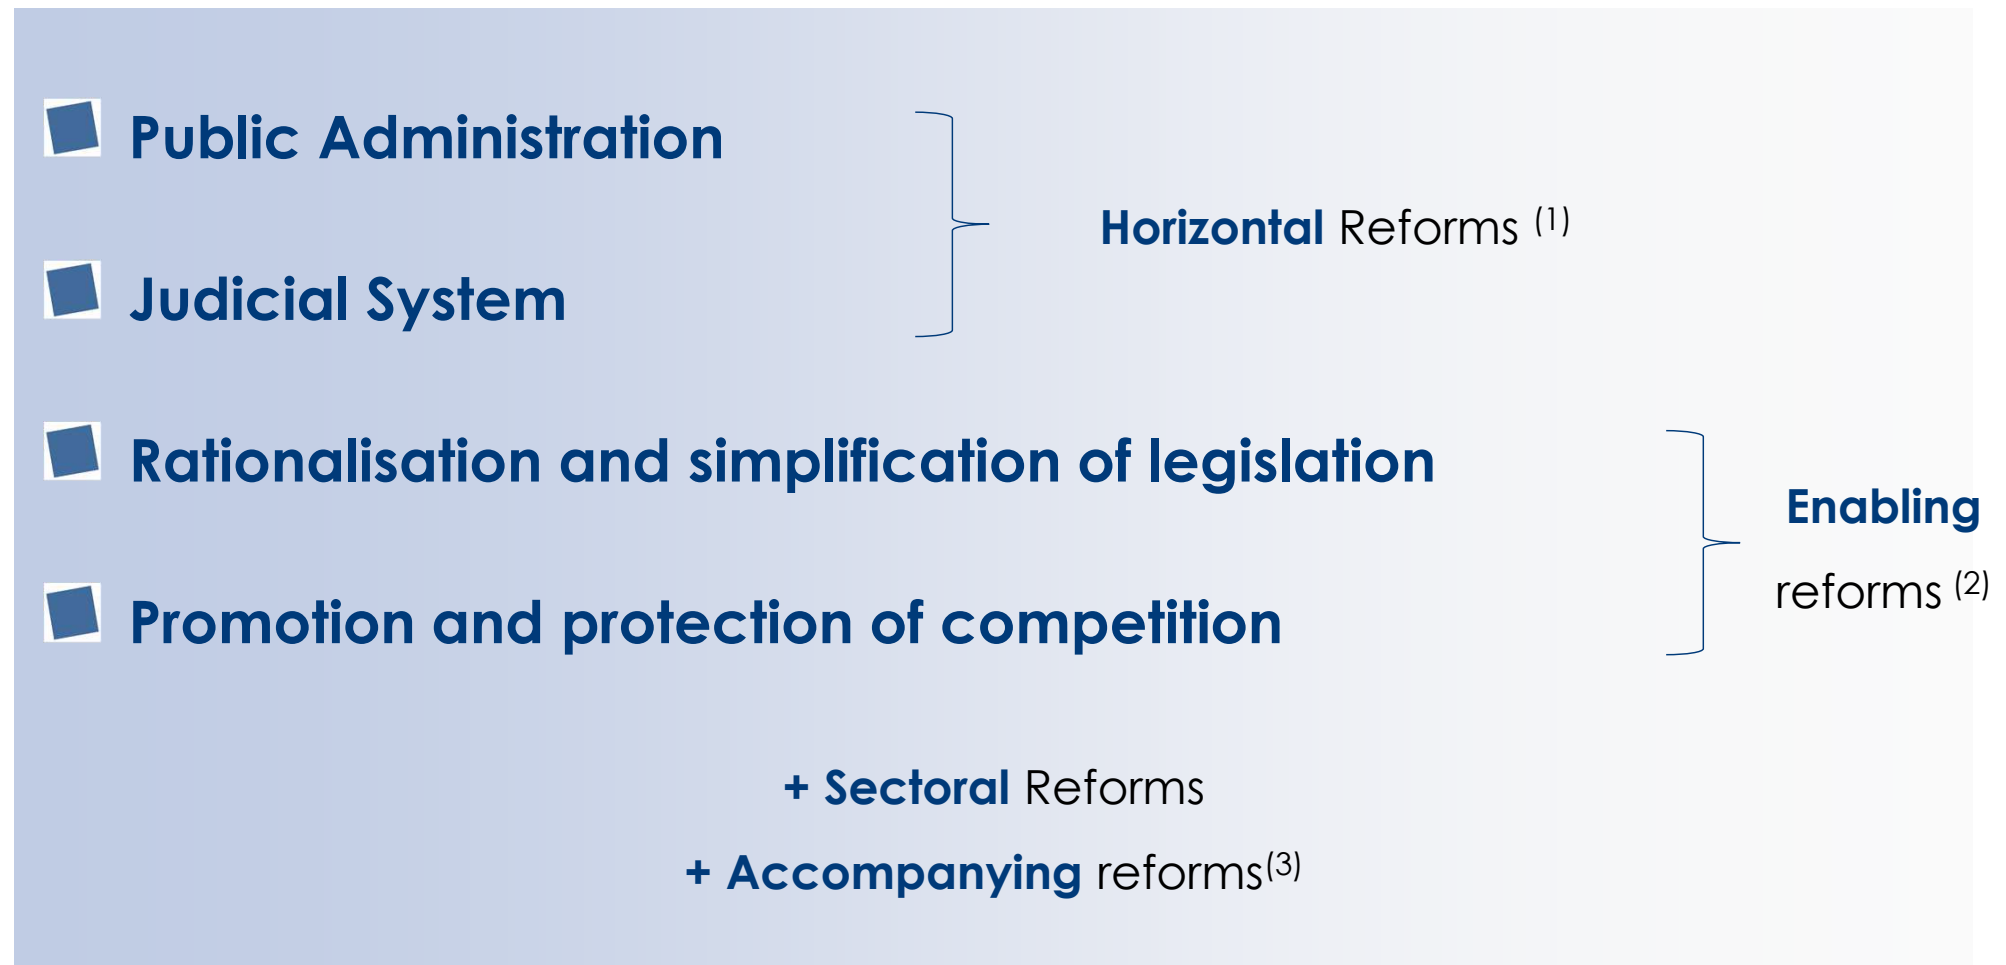 Public Administration
Horizontal Reforms (1)
Judicial System
Rationalisation and simplification of legislation
Enabling
reforms (2)
Promotion and protection of competition
+ Sectoral Reforms
+ Accompanying reforms(3)